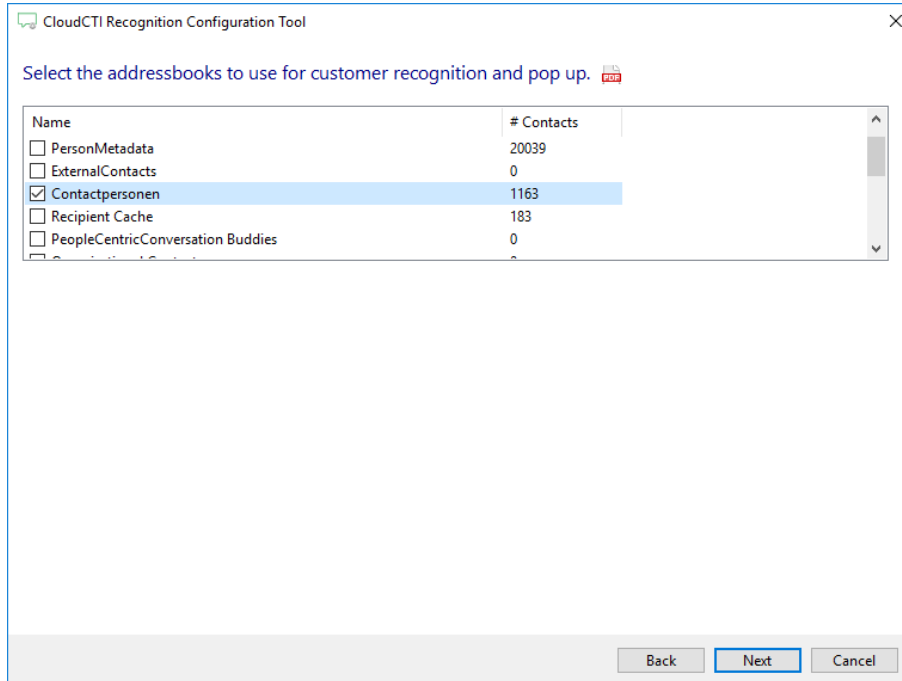 CloudCTI Recognition Configuration Tool
Select the addressbooks to use for customer recognition and pop up. PDF
Name # Contacts
PersonMetadata 20039
ExternalContacts 0
Contactpersonen 1163
Recipient Cache 183
PeopleCentricConversation Buddies 0
Back Next Cancel